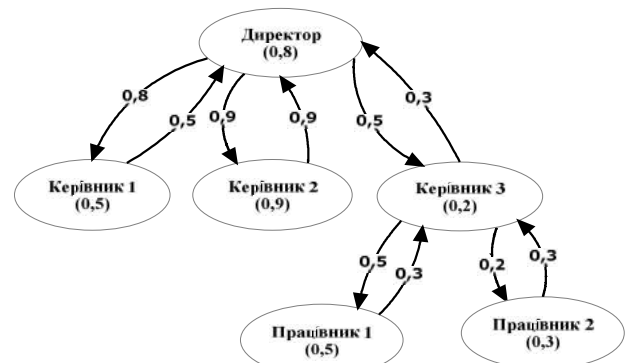 Директор
(0,8)
0,8
0,5
0,9
0,9
0,5
0,3
Керівник 1
(0,5)
Керівник 2
(0,9)
Керівник 3
(0,2)
0,5
0,3
0,2
0,3
Працівник 1
(0,5)
Працівник 2
(0,3)